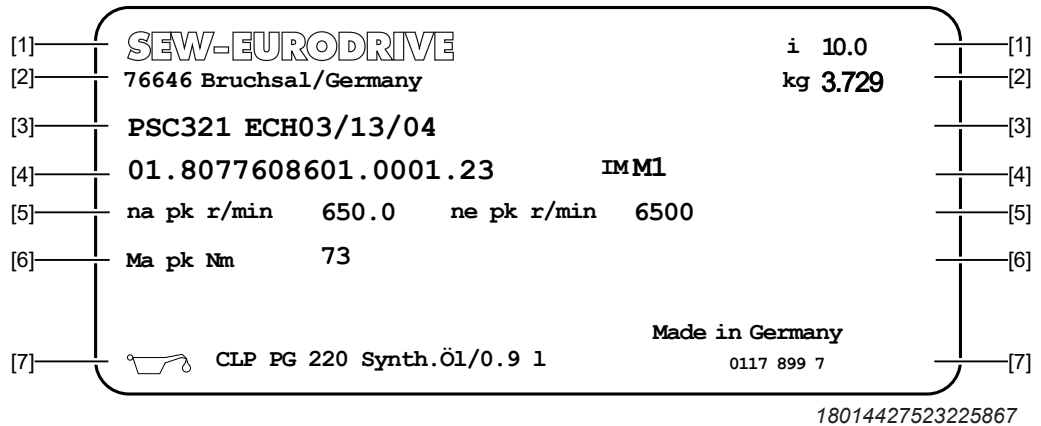 [1] SEW-EURODRIVE i 10.0 [1]
[2] 76646 Bruchsal/Germany kg 3.729 [2]
[3] PSC321 ECH03/13/04 [3]
[4] 01.8077608601.0001.23 IM M1 [4]
[5] na pk r/min 650.0 ne pk r/min 6500 [5]
[6] Ma pk Nm 73 [6]
Made in Germany
[7] CLP PG 220 Synth.Öl/0.9 l 0117 899 7 [7]
18014427523225867